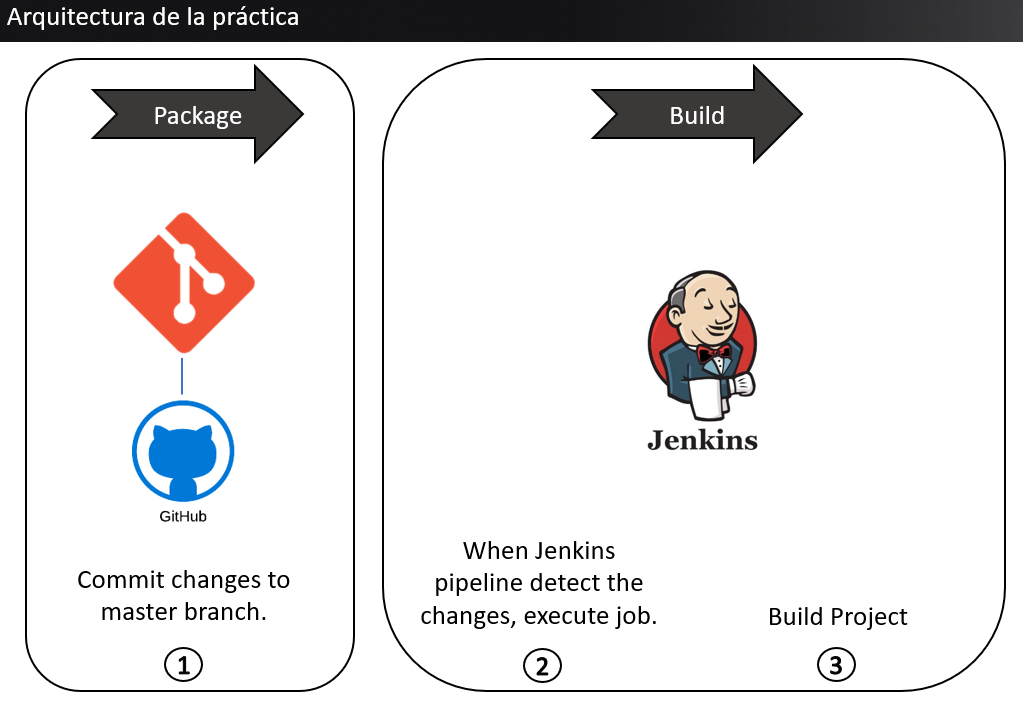 Arquitectura de la práctica
Package
Build
GitHub
Jenkins
Commit changes to
master branch.
1
When Jenkins
pipeline detect the
changes, execute job.
2
Build Project
3